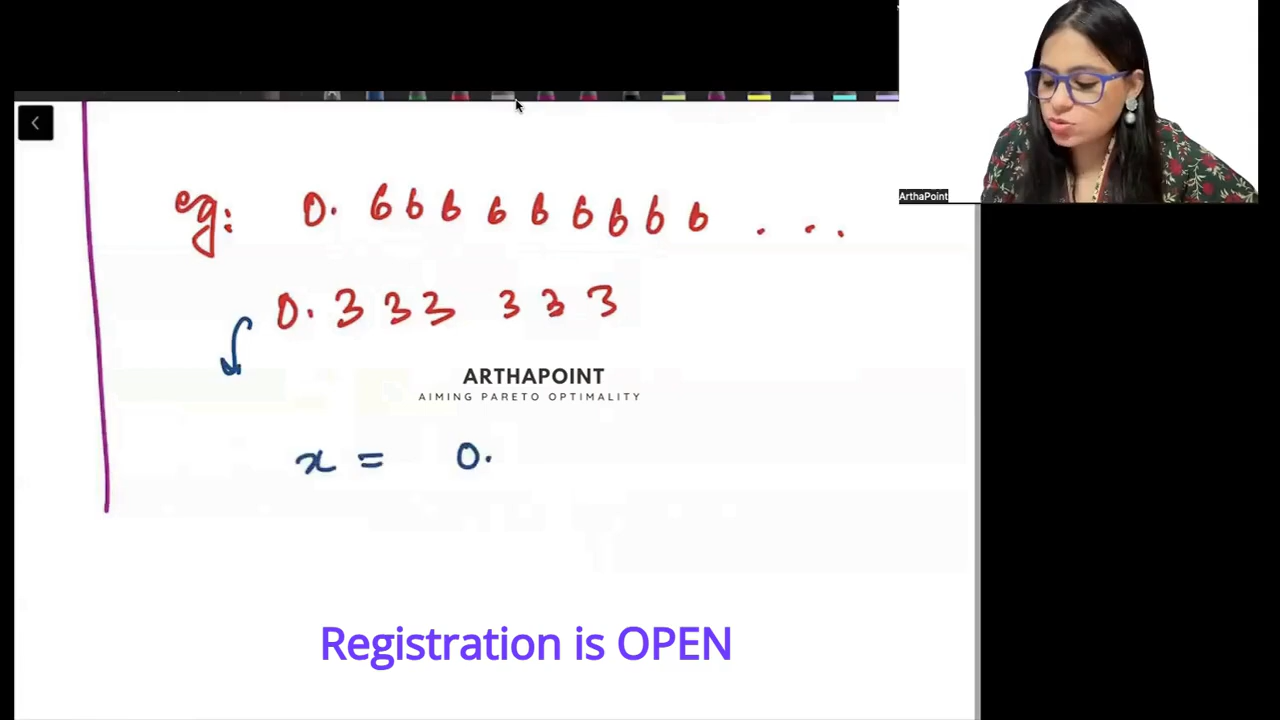 ArthaPoint
eg: 0. 6 6 6 6 6 6 6 6 6 . . .
0. 3 3 3 3 3 3
ARTHAPOINT
AIMING PARETO OPTIMALITY
x = 0.
Registration is OPEN